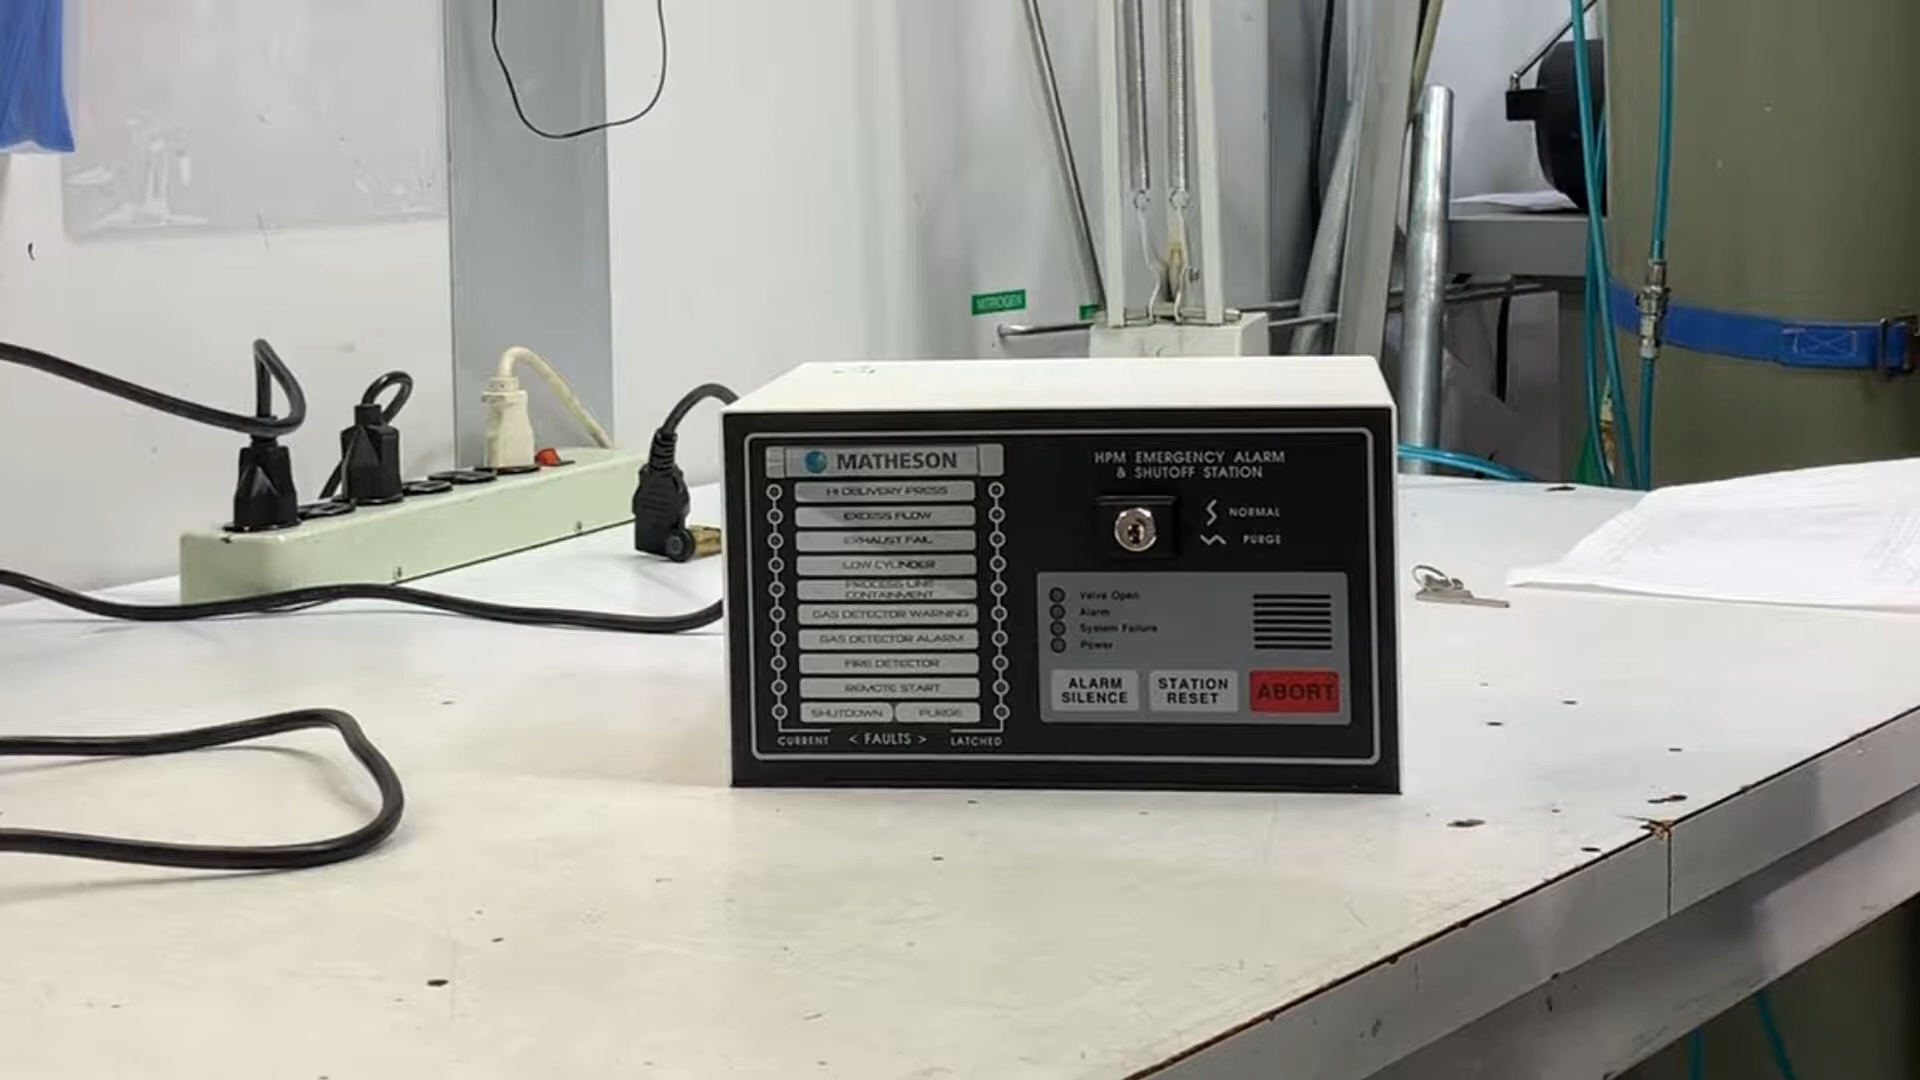 NITROGEN
MATHESON
HI DELIVERY PRESS
EXCESS FLOW
EXHAUST FAIL
LOW CYLINDER
PROCESS LINE
CONTAINMENT
GAS DETECTOR WARNING
GAS DETECTOR ALARM
FIRE DETECTOR
REMOTE START
SHUTDOWN PURGE
CURRENT < FAULTS > LATCHED
HPM EMERGENCY ALARM
& SHUTOFF STATION
NORMAL
PURGE
Valve Open
Alarm
System Failure
Power
ALARM
SILENCE
STATION
RESET
ABORT